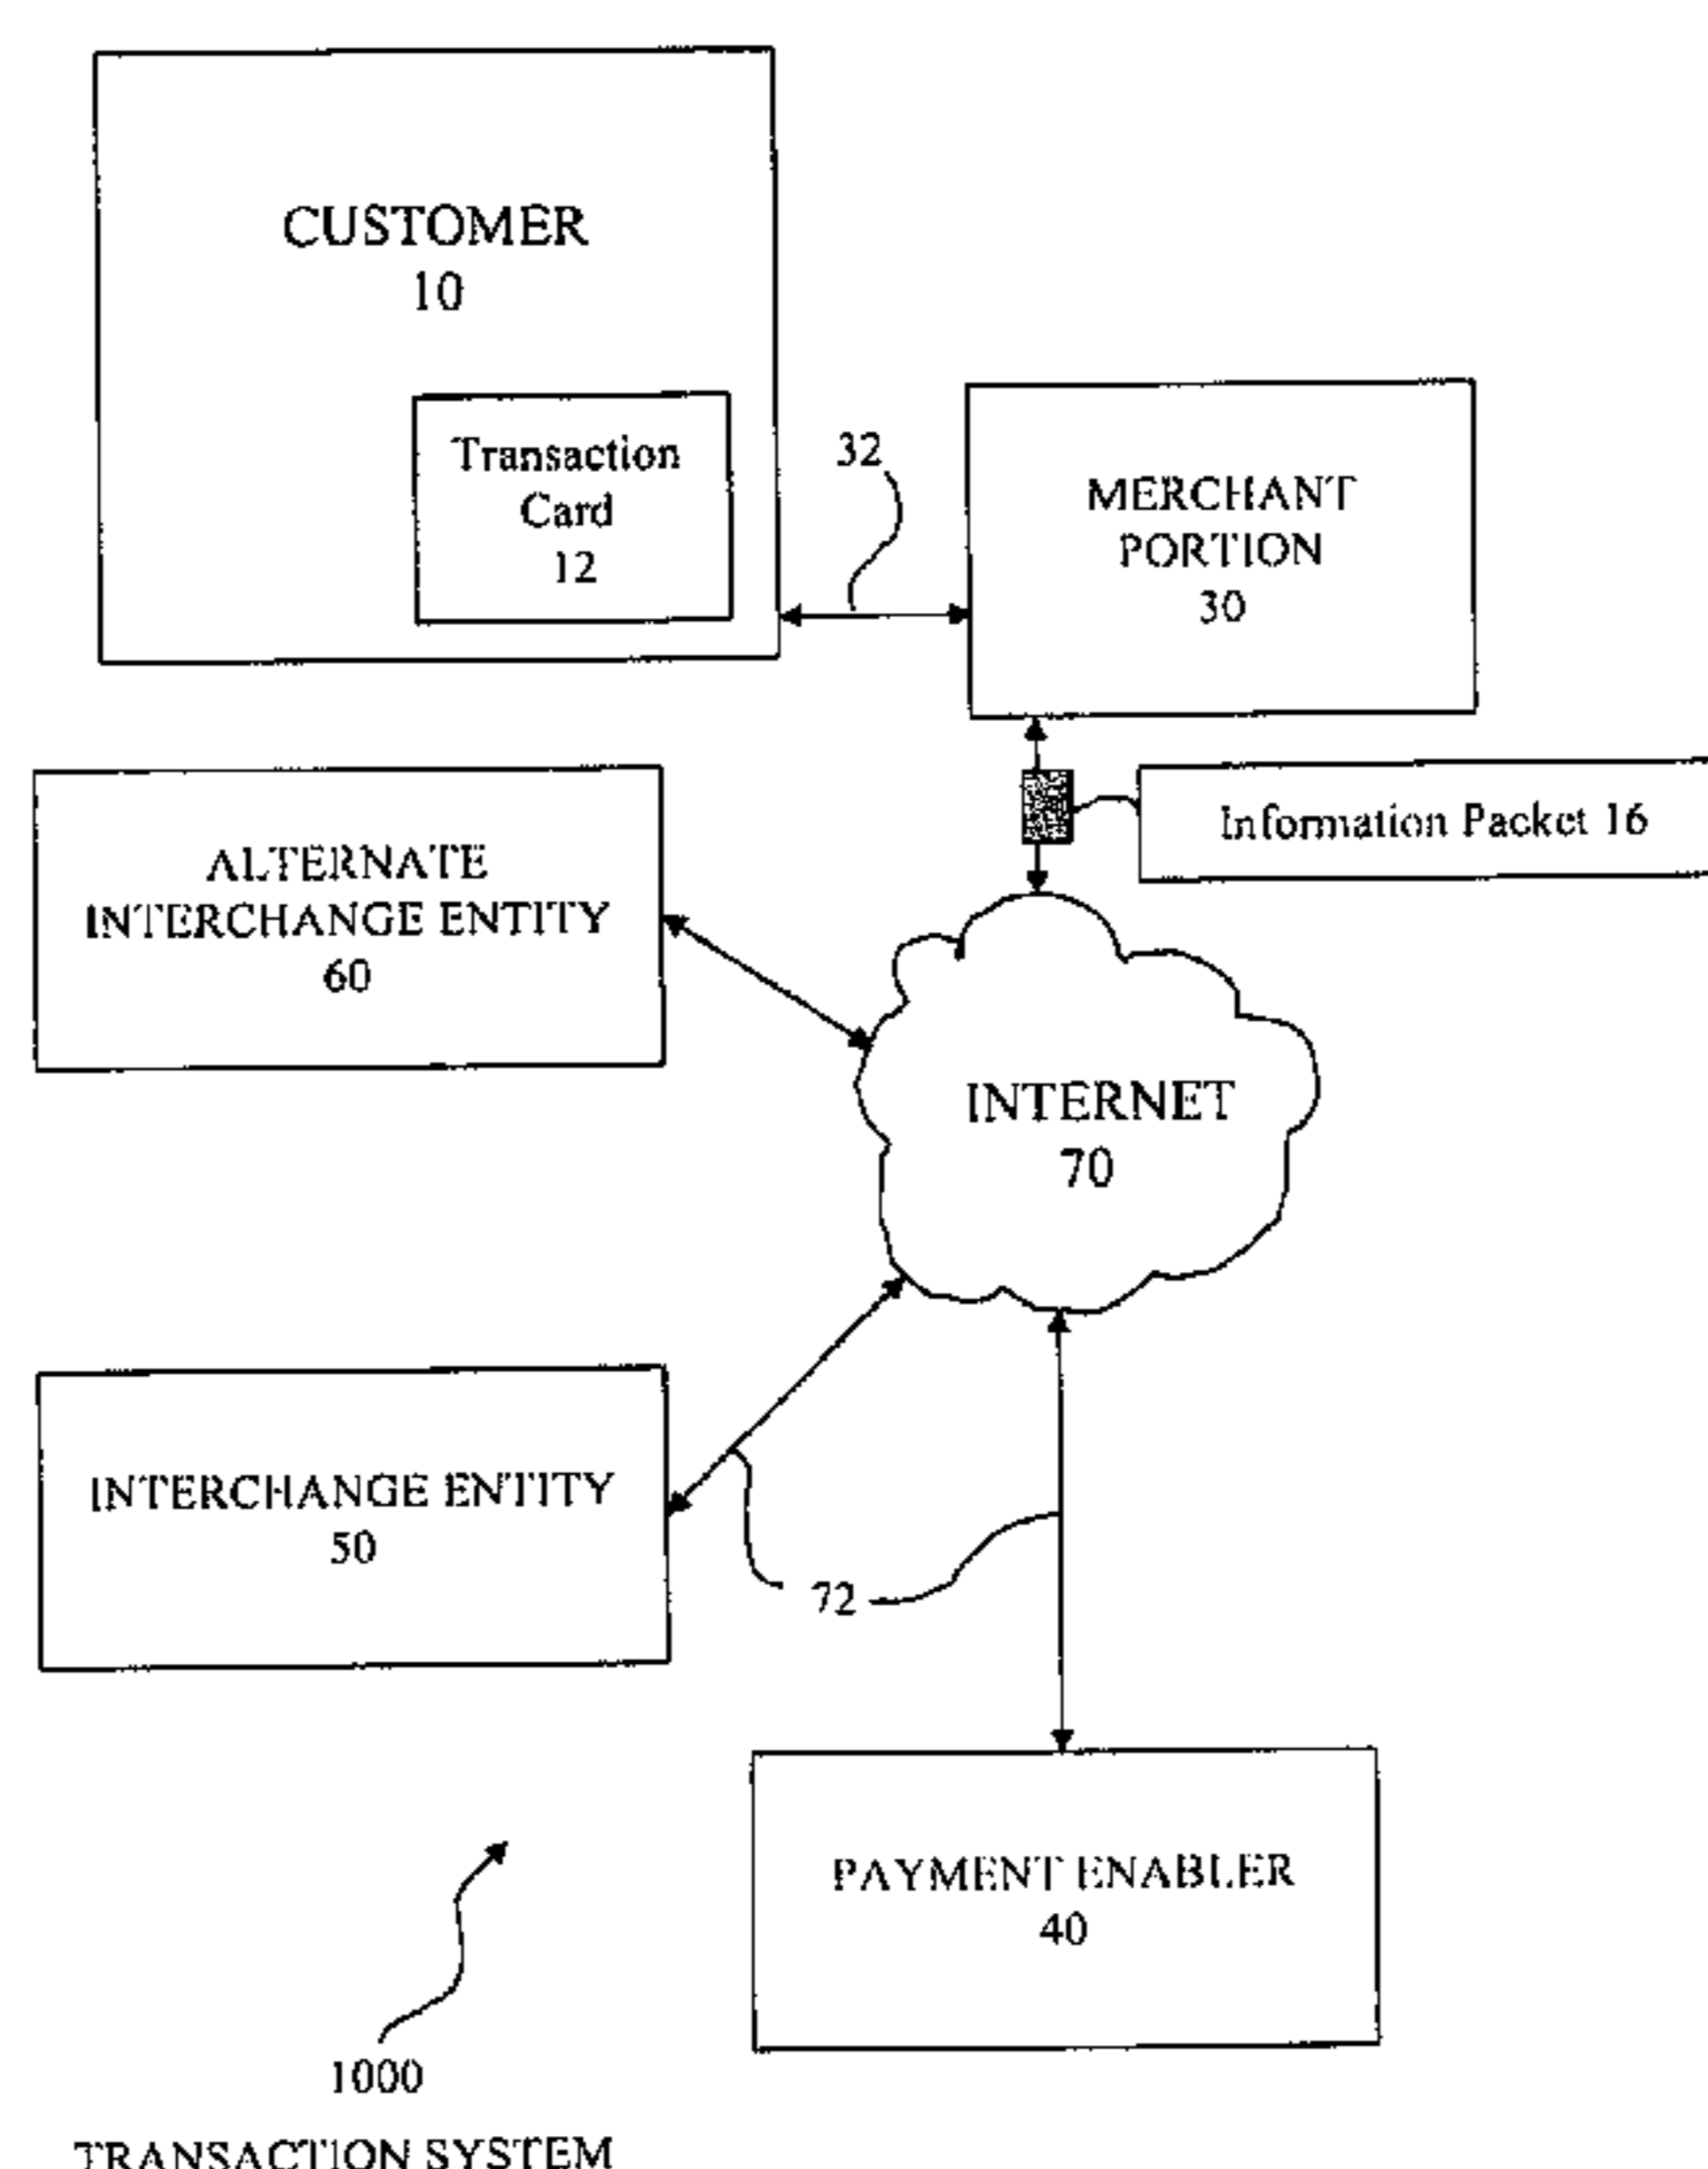 CUSTOMER
10
Transaction
Card
12
32
MERCHANT
PORTION
30
Information Packet 16
ALTERNATE
INTERCHANGE ENTITY
60
INTERNET
70
INTERCHANGE ENTITY
50
72
PAYMENT ENABLER
40
1000
TRANSACTION SYSTEM